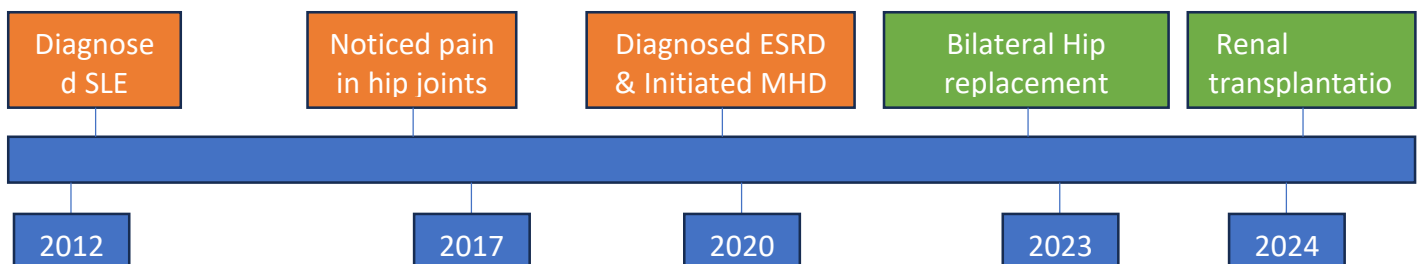 Diagnose
d SLE
Noticed pain
in hip joints
Diagnosed ESRD
& Initiated MHD
Bilateral Hip
replacement
Renal
transplantatio
2012
2017
2020
2023
2024